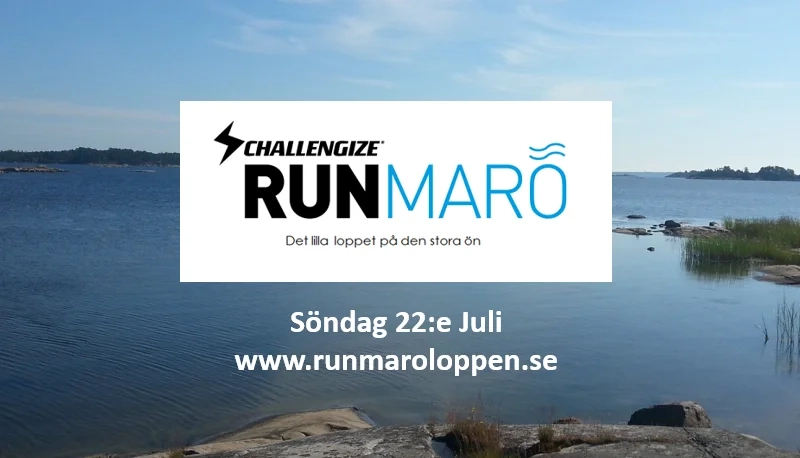 CHALLENGIZE®
RUNMARÖ
Det lilla loppet på den stora ön
Söndag 22:e Juli
www.runmaroloppen.se